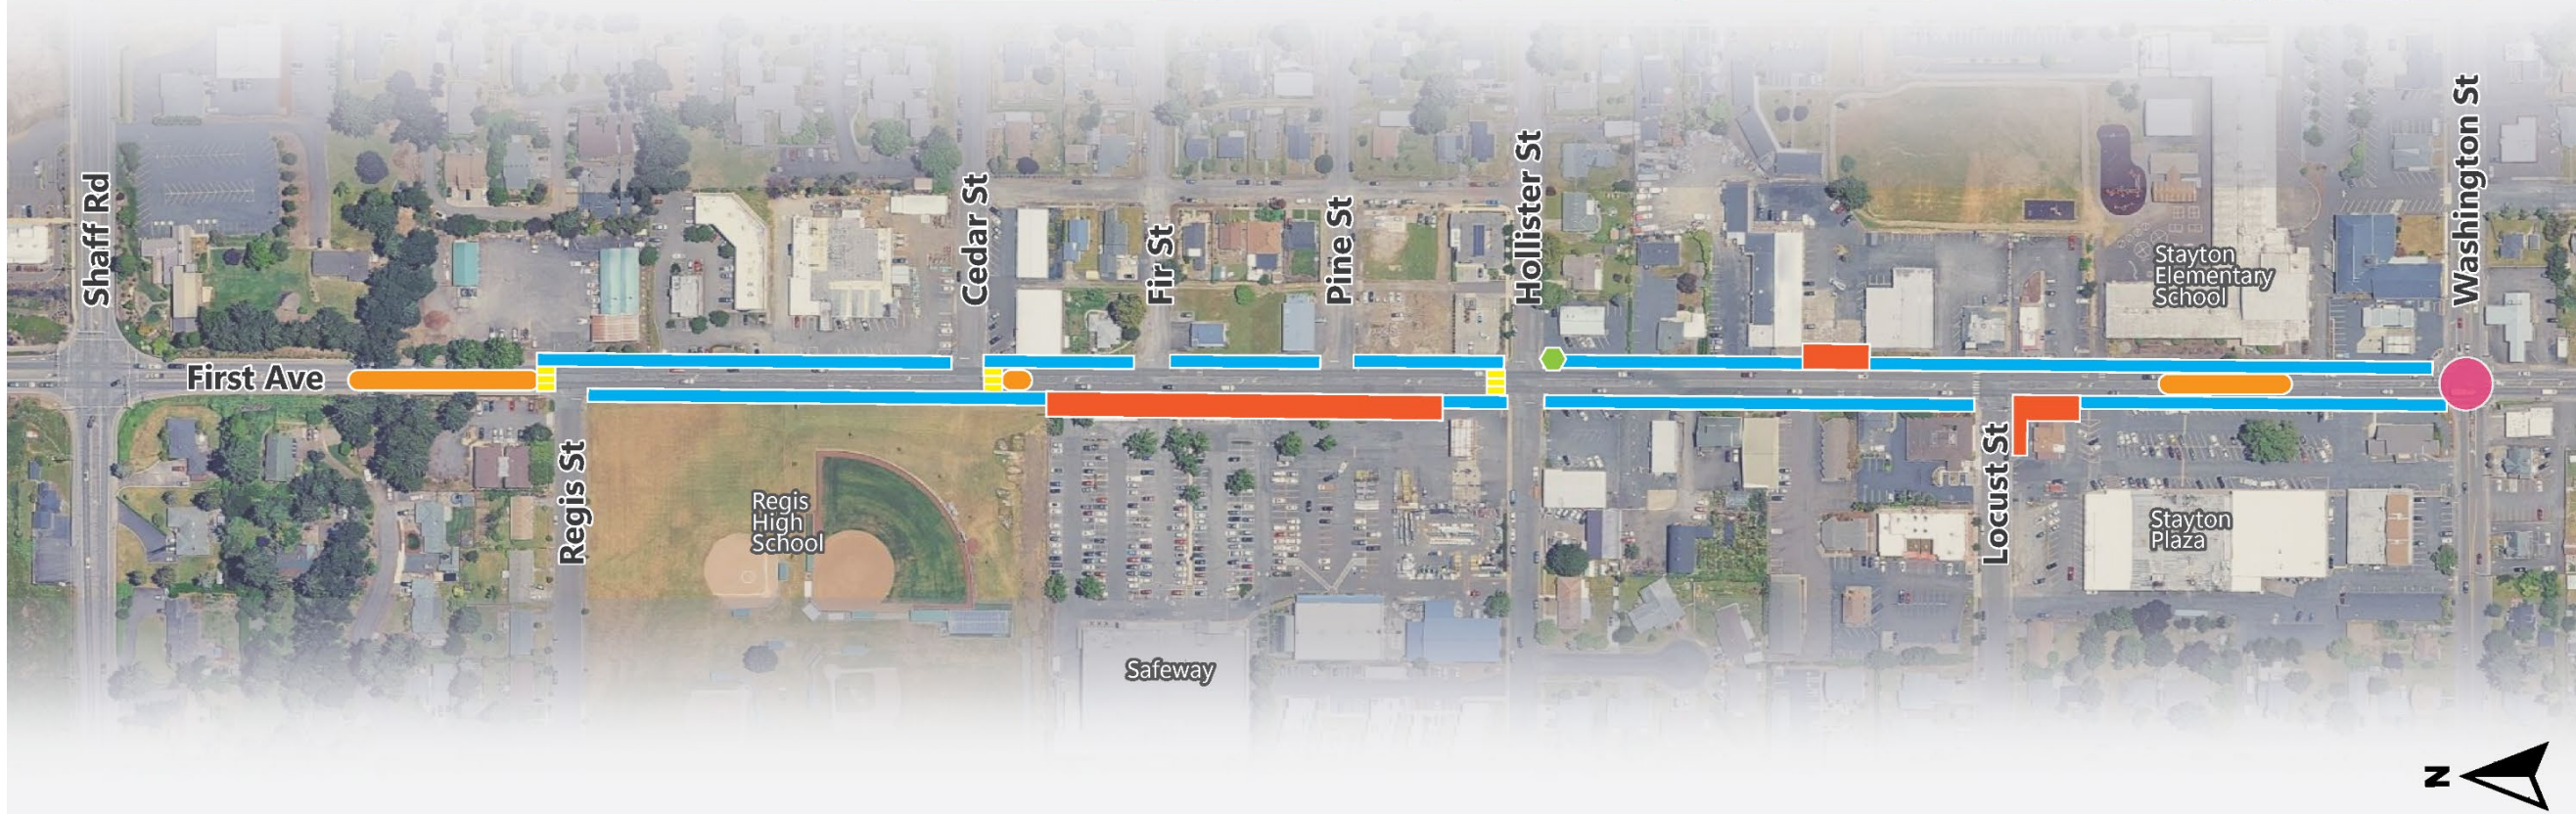 Shaff Rd
First Ave
Regis St
Regis
High
School
Cedar St
Fir St
Pine St
Safeway
Hollister St
Locust St
Stayton
Elementary
School
Stayton
Plaza
Washington St
N